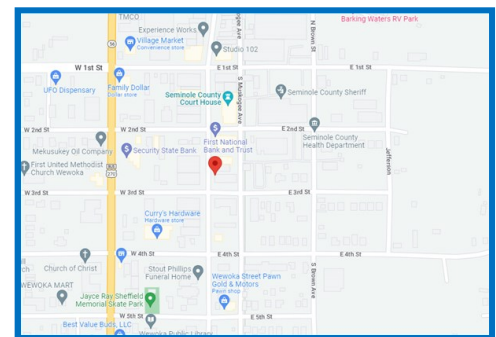 TMCO
Experience Works
Barking Waters RV Park
Village Market
Convenience store
Studio 102
N Brown St
W 1st St
E 1st St
E 1st St
UFO Dispensary
Family Dollar
Dollar store
Seminole County
Court House
S Muskogee Ave
Seminole County Sheriff
W 2nd St
W 2nd St
E 2nd St
Mekusukey Oil Company
Security State Bank
First National
Bank and Trust
Seminole County
Health Department
Jefferson
First United Methodist
Church Wewoka
270
W 3rd St
W 3rd St
E 3rd St
Curry's Hardware
Hardware store
W 4th St
E 4th St
E 4th St
Church of Christ
Stout Phillips
Funeral Home
Wewoka Street Pawn
Gold & Motors
Pawn shop
S Brown Ave
WEWOKA MART
Jayce Ray Sheffield
Memorial Skate Park
W 5th St
E 5th St
Best Value Buds, LLC
Wewoka Public Library